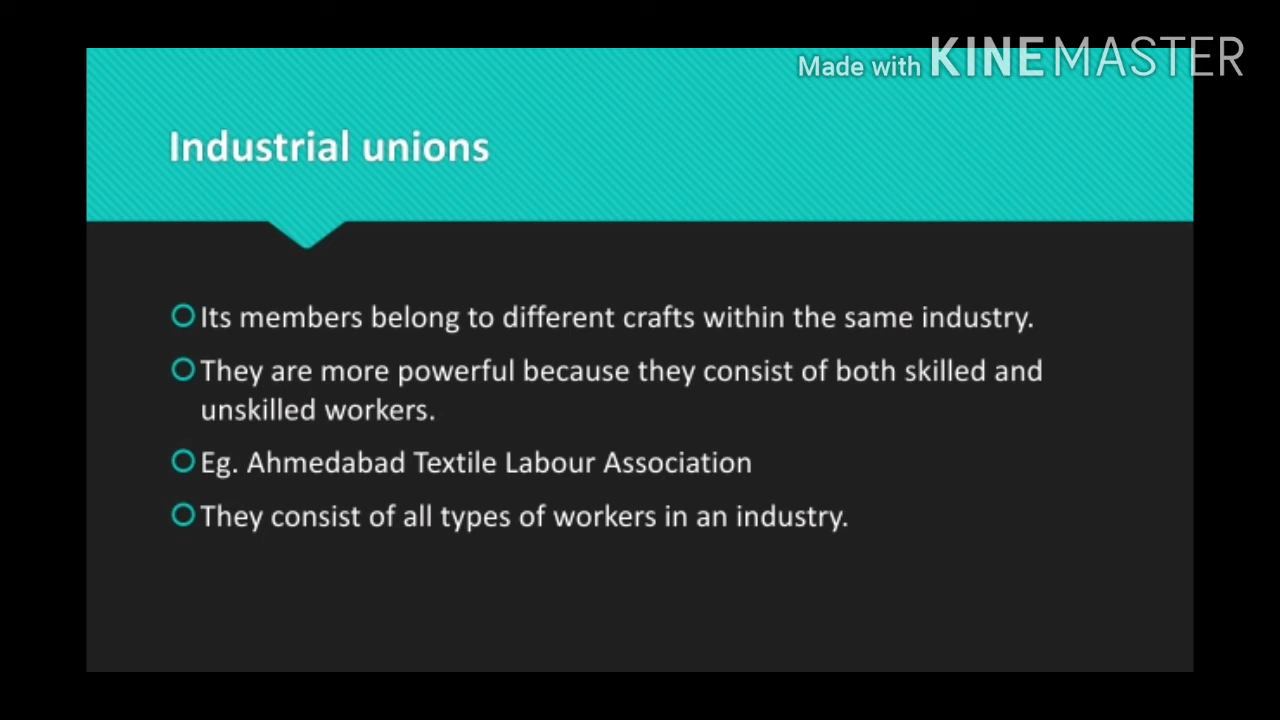 Made with KINEMASTER
Industrial unions
Its members belong to different crafts within the same industry.
They are more powerful because they consist of both skilled and
unskilled workers.
Eg. Ahmedabad Textile Labour Association
They consist of all types of workers in an industry.